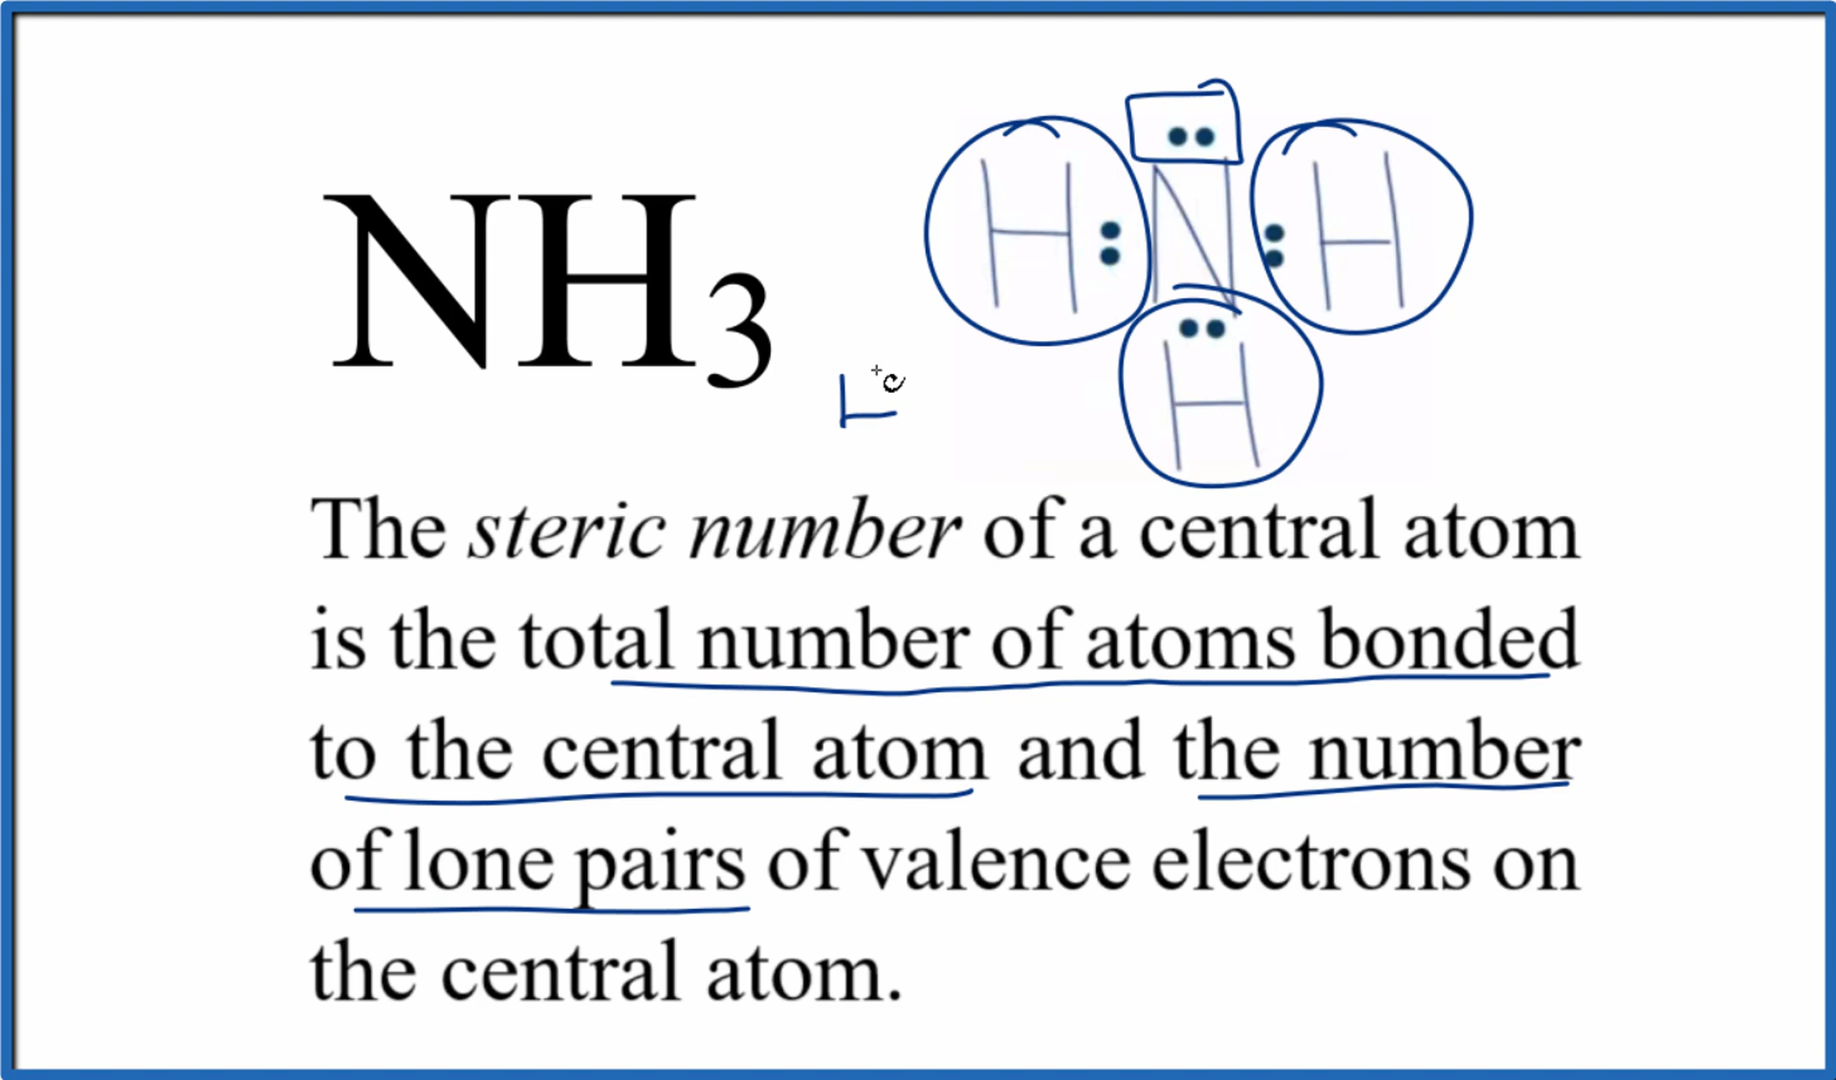 NH3
H : N : H
H
The steric number of a central atom
is the total number of atoms bonded
to the central atom and the number
of lone pairs of valence electrons on
the central atom.